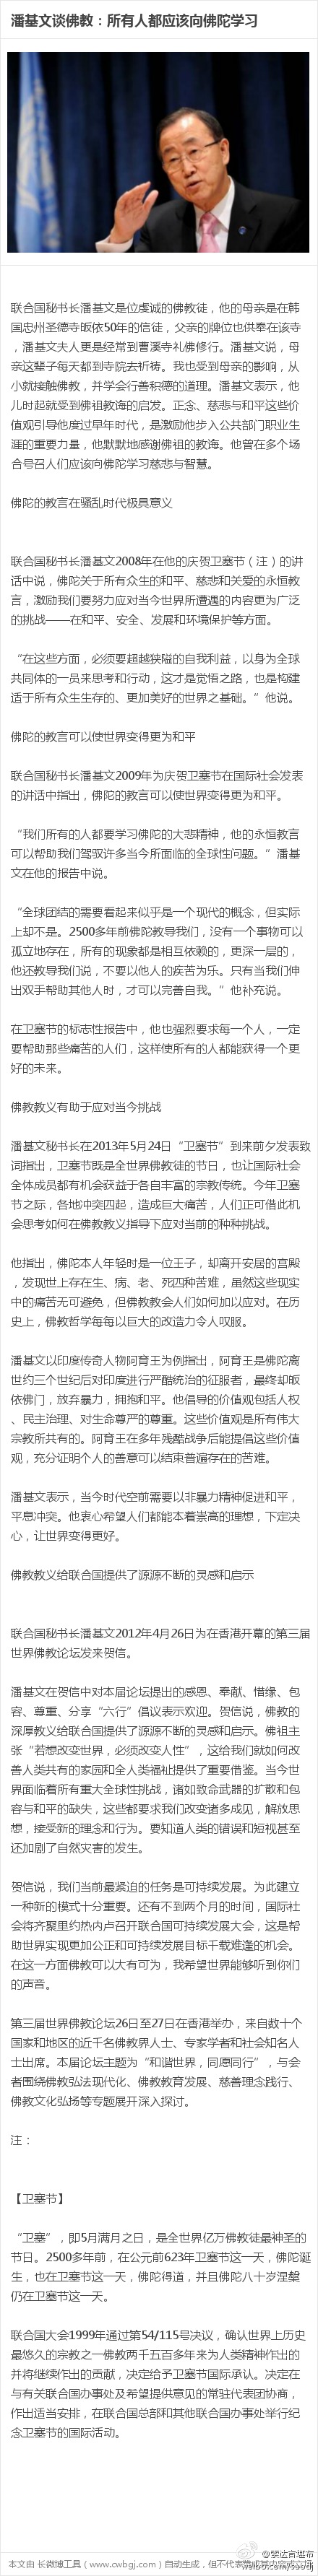 潘基文谈佛教：所有人都应该向佛陀学习
联合国秘书长潘基文是位虔诚的佛教徒，他的母亲是在韩
国忠州圣德寺皈依50年的信徒，父亲的牌位也供奉在该寺
，潘基文夫人更是经常到曹溪寺礼佛修行。潘基文说，母
亲这辈子每天都到寺院去祈祷。我也受到母亲的影响，从
小就接触佛教，并学会行善积德的道理。潘基文表示，他
儿时起就受到佛祖教诲的启发。正念、慈悲与和平这些价
值观引导他度过早年时代，是激励他步入公共部门职业生
涯的重要力量，他默默地感谢佛祖的教诲。他曾在多个场
合号召人们应该向佛陀学习慈悲与智慧。
佛陀的教言在骚乱时代极具意义
联合国秘书长潘基文2008年在他的庆贺卫塞节（注）的讲
话中说，佛陀关于所有众生的和平、慈悲和关爱的永恒教
言，激励我们要努力应对当今世界所遭遇的内容更为广泛
的挑战——在和平、安全、发展和环境保护等方面。
“在这些方面，必须要超越狭隘的自我利益，以身为全球
共同体的一员来思考和行动，这才是觉悟之路，也是构建
适于所有众生生存的、更加美好的世界之基础。”他说。
佛陀的教言可以使世界变得更为和平
联合国秘书长潘基文2009年为庆贺卫塞节在国际社会发表
的讲话中指出，佛陀的教言可以使世界变得更为和平。
“我们所有的人都要学习佛陀的大悲精神，他的永恒教言
可以帮助我们驾驭许多当今所面临的全球性问题。”潘基
文在他的报告中说。
“全球团结的需要看起来似乎是一个现代的概念，但实际
上却不是。2500多年前佛陀教导我们，没有一个事物可以
孤立地存在，所有的现象都是相互依赖的，更深一层的，
他还教导我们说，不要以他人的疾苦为乐。只有当我们伸
出双手帮助其他人时，才可以完善自我。”他补充说。
在卫塞节的标志性报告中，他也强烈要求每一个人，一定
要帮助那些痛苦的人们，这样使所有的人都能获得一个更
好的未来。
佛教教义有助于应对当今挑战
潘基文秘书长在2013年5月24日“卫塞节”到来前夕发表致
词指出，卫塞节既是全世界佛教徒的节日，也让国际社会
全体成员都有机会获益于各自丰富的宗教传统。今年卫塞
节之际，各地冲突四起，造成巨大痛苦，人们正可借此机
会思考如何在佛教教义指导下应对当前的种种挑战。
他指出，佛陀本人年轻时是一位王子，却离开安居的宫殿
，发现世上存在生、病、老、死四种苦难，虽然这些现实
中的痛苦无可避免，但佛教教会人们如何加以应对。在历
史上，佛教哲学每每以巨大的改造力令人叹服。
潘基文以印度传奇人物阿育王为例指出，阿育王是佛陀离
世约三个世纪后对印度进行严酷统治的征服者，最终却皈
依佛门，放弃暴力，拥抱和平。他倡导的价值观包括人权
、民主治理、对生命尊严的尊重。这些价值观是所有伟大
宗教所共有的。阿育王在多年残酷战争后能提倡这些价值
观，充分证明个人的善意可以结束普遍存在的苦难。
潘基文表示，当今时代空前需要以非暴力精神促进和平，
平息冲突。他衷心希望人们都能本着崇高的理想，下定决
心，让世界变得更好。
佛教教义给联合国提供了源源不断的灵感和启示
联合国秘书长潘基文2012年4月26日为在香港开幕的第三届
世界佛教论坛发来贺信。
潘基文在贺信中对本届论坛提出的感恩、奉献、惜缘、包
容、尊重、分享“六行”倡议表示欢迎。贺信说，佛教的
深厚教义给联合国提供了源源不断的灵感和启示。佛祖主
张“若想改变世界，必须改变人性”，这给我们就如何改
善人类共有的家园和全人类福祉提供了重要借鉴。当今世
界面临着所有重大全球性挑战，诸如致命武器的扩散和包
容与和平的缺失，这些都要求我们改变诸多成见，解放思
想，接受新的理念和行为。要知道人类的错误和短视甚至
还加剧了自然灾害的发生。
贺信说，我们当前最紧迫的任务是可持续发展。为此建立
一种新的模式十分重要。还有不到两个月的时间，国际社
会将齐聚里约热内卢召开联合国可持续发展大会，这是帮
助世界实现更加公正和可持续发展目标千载难逢的机会。
在这一方面佛教可以大有可为，我希望世界能够听到你们
的声音。
第三届世界佛教论坛26日至27日在香港举办，来自数十个
国家和地区的近千名佛教界人士、专家学者和社会知名人
士出席。本届论坛主题为“和谐世界，同愿同行”，与会
者围绕佛教弘法现代化、佛教教育发展、慈善理念践行、
佛教文化弘扬等专题展开深入探讨。
注：
【卫塞节】
“卫塞”，即5月满月之日，是全世界亿万佛教徒最神圣的
节日。2500多年前，在公元前623年卫塞节这一天，佛陀诞
生，也在卫塞节这一天，佛陀得道，并且佛陀八十岁涅槃
仍在卫塞节这一天。
联合国大会1999年通过第54/115号决议，确认世界上历史
最悠久的宗教之一佛教两千五百多年来为人类精神作出的
并将继续作出的贡献，决定给予卫塞节国际承认。决定在
与有关联合国办事处及希望提供意见的常驻代表团协商，
作出适当安排，在联合国总部和其他联合国办事处举行纪
念卫塞节的国际活动。
本文由 长微博工具（www.cwbgj.com）自动生成，但不代表